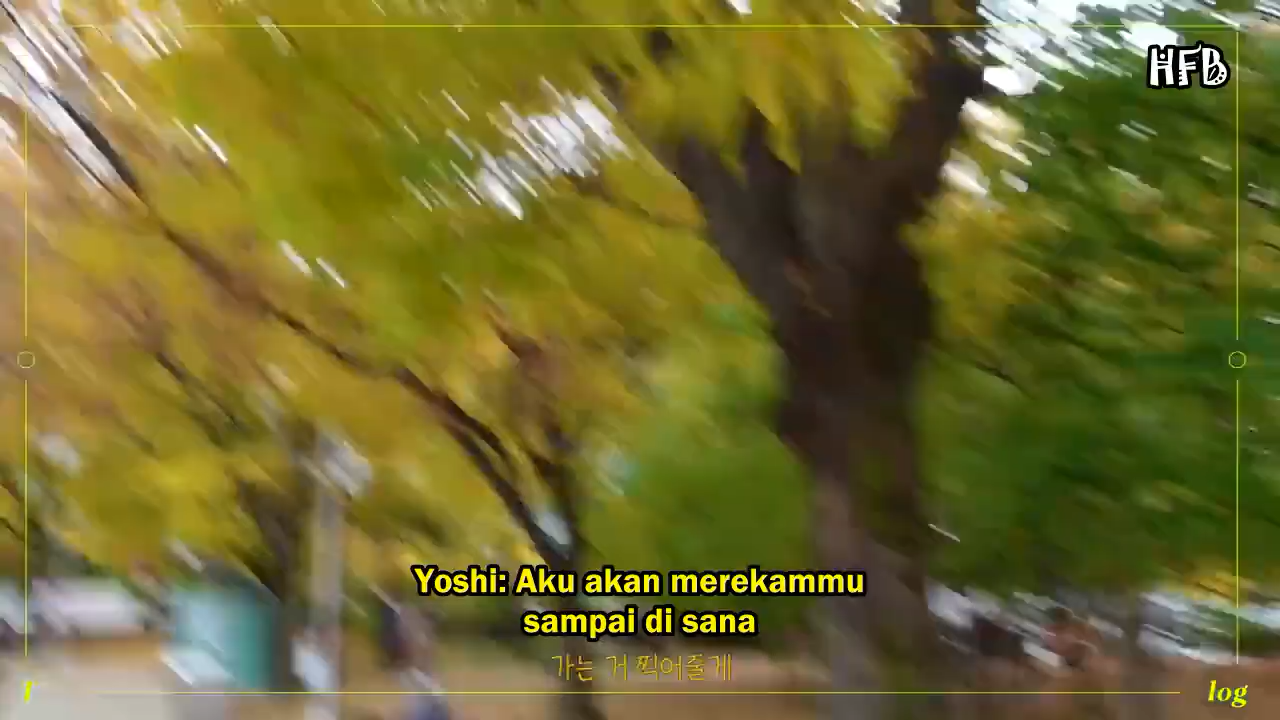 HFB
Yoshi: Aku akan merekammu
sampai di sana
가는 거 찍어줄게
T
log